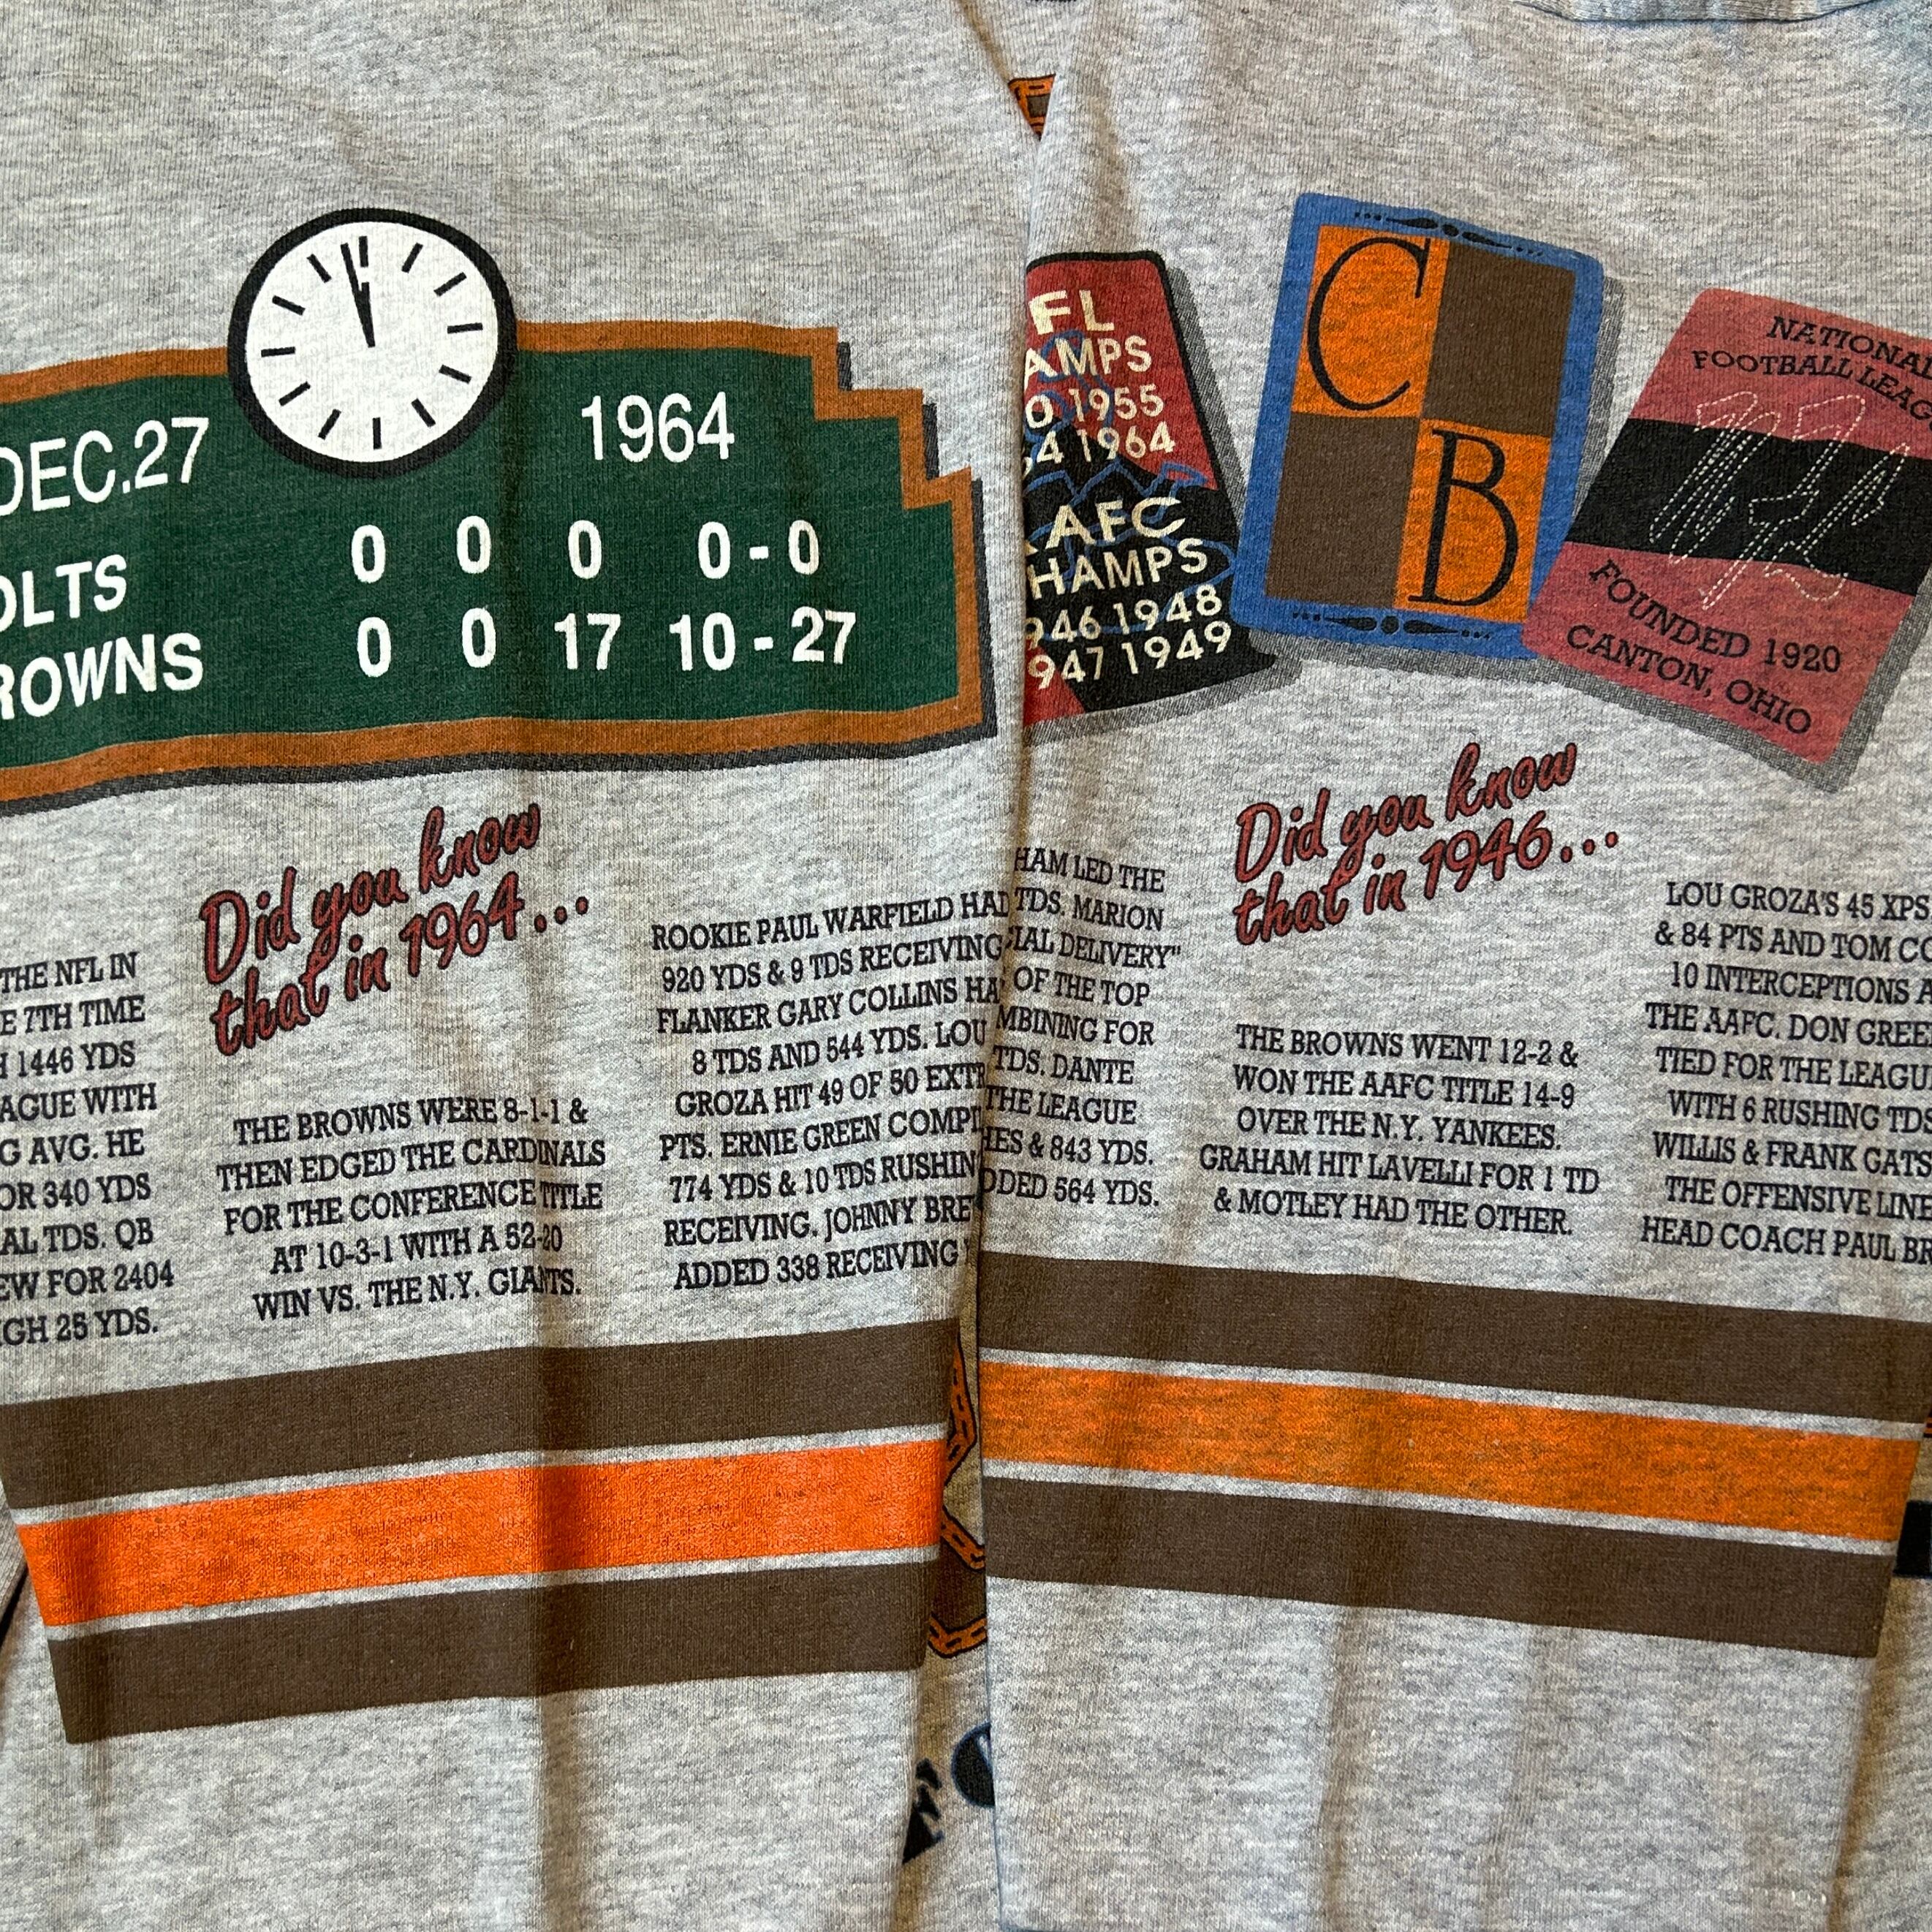 DEC.27
1964
0 0 0 0-0
ROWNS 0 0 17 10-27
Did you know
that in 1964...
THE NFL IN
7TH TIME
1446 YDS
WITH
AVG. HE
340 YDS
TDS. QB
FOR 2404
25 YDS.
THE BROWNS WERE 8-1-1 &
THEN EDGED THE CARDINALS
FOR THE CONFERENCE TITLE
AT 10-3-1 WITH A 52-20
WIN VS. THE N.Y. GIANTS.
ROOKIE PAUL WARFIELD HAD
920 YDS & 9 TDS RECEIVING
FLANKER GARY COLLINS HA
8 TDS AND 544 YDS. LOU
GROZA HIT 49 OF 50 EXT
PTS. ERNIE GREEN COMP
774 YDS & 10 TDS RUSHIN
RECEIVING. JOHNNY BRE
ADDED 338 RECEIVING
FL
AMPS
0 1955
4 1964
AAFC
HAMPS
946 1948
947 1949
C
B
NATIONAL
FOOTBALL LEAG
NFL
FOUNDED 1920
CANTON, OHIO
Did you know
that in 1946...
HAM LED THE
TDS. MARION
IAL DELIVERY"
OF THE TOP
MBINING FOR
TDS. DANTE
THE LEAGUE
HES & 843 YDS.
DDED 564 YDS.
THE BROWNS WENT 12-2 &
WON THE AAFC TITLE 14-9
OVER THE N.Y. YANKEES.
GRAHAM HIT LAVELLI FOR 1 TD
& MOTLEY HAD THE OTHER.
LOU GROZA'S 45 XPS
& 84 PTS AND TOM CO
10 INTERCEPTIONS A
THE AAFC. DON GREE
TIED FOR THE LEAGU
WITH 6 RUSHING TDS
WILLIS & FRANK GATS
THE OFFENSIVE LINE
HEAD COACH PAUL BR